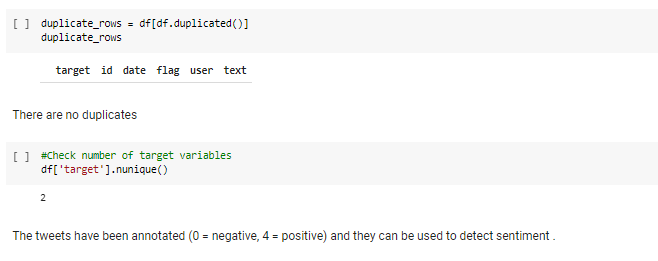 [ ] duplicate_rows = df[df.duplicated()]
duplicate_rows
target id date flag user text
There are no duplicates
[ ] #Check number of target variables
df['target'].nunique()
2
The tweets have been annotated (0 = negative, 4 = positive) and they can be used to detect sentiment .